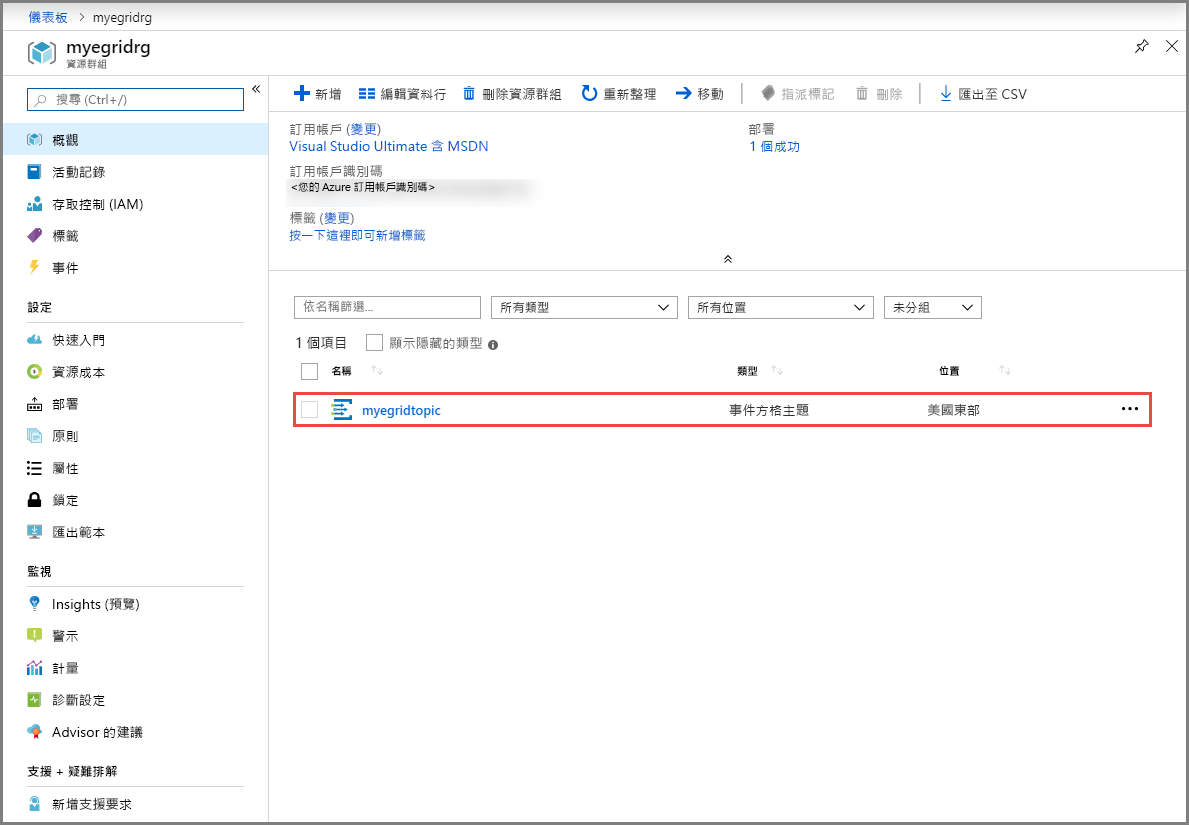 儀表板 > myegridrg
myegridrg
資源群組
搜尋 (Ctrl+/)
«
概觀
活動記錄
存取控制 (IAM)
標籤
事件
設定
快速入門
資源成本
部署
原則
屬性
鎖定
匯出範本
監視
Insights (預覽)
警示
計量
診斷設定
Advisor 的建議
支援 + 疑難排解
新增支援要求
新增 編輯資料行 刪除資源群組 重新整理 移動 指派標記 刪除 匯出至 CSV
訂用帳戶 (變更)
Visual Studio Ultimate 含 MSDN
訂用帳戶識別碼
<您的 Azure 訂用帳戶識別碼>
標籤 (變更)
按一下這裡即可新增標籤
部署
1 個成功
依名稱篩選... 所有類型 所有位置 未分組
1 個項目 顯示隱藏的類型
名稱 類型 位置
myegridtopic 事件方格主題 美國東部